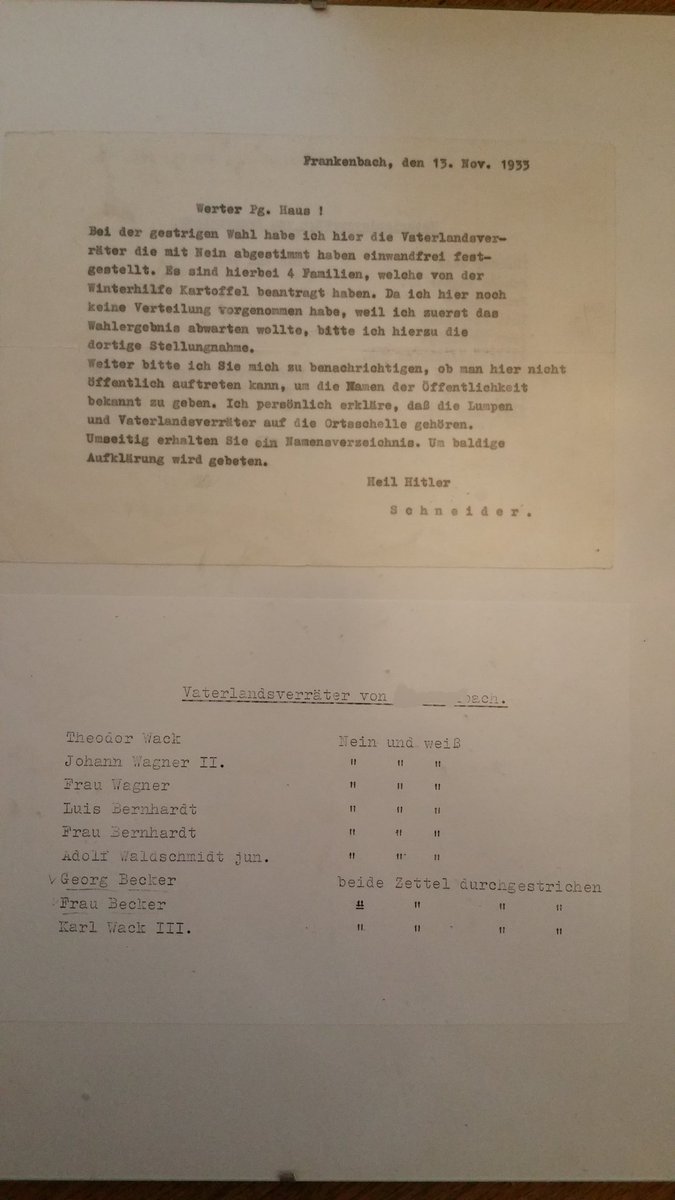 Frankenbach, den 13. Nov. 1933
Werter Pg. Haus !
Bei der gestrigen Wahl habe ich hier die Vaterlandsver-
räter die mit Nein abgestimmt haben einwandfrei fest-
gestellt. Es sind hierbei 4 Familien, welche von der
Winterhilfe Kartoffel beantragt haben. Da ich hier noch
keine Verteilung vorgenommen habe, weil ich zuerst das
Wahlergebnis abwarten wollte, bitte ich hierzu die
dortige Stellungnahme.
Weiter bitte ich Sie mich zu benachrichtigen, ob man hier nicht
öffentlich auftreten kann, um die Namen der Öffentlichkeit
bekannt zu geben. Ich persönlich erkläre, daß die Lumpen
und Vaterlandsverräter auf die Ortsschelle gehören.
Umseitig erhalten Sie ein Namensverzeichnis. Um baldige
Aufklärung wird gebeten.
Heil Hitler
S c h n e i d e r .
Vaterlandsverräter von bach.
Theodor Wack Nein und weiß
Johann Wagner II. " " "
Frau Wagner " " "
Luis Bernhardt " " "
Frau Bernhardt " " "
Adolf Waldschmidt jun. " " "
Georg Becker beide Zettel durchgestrichen
Frau Becker " " " "
Karl Wack III. " " " "